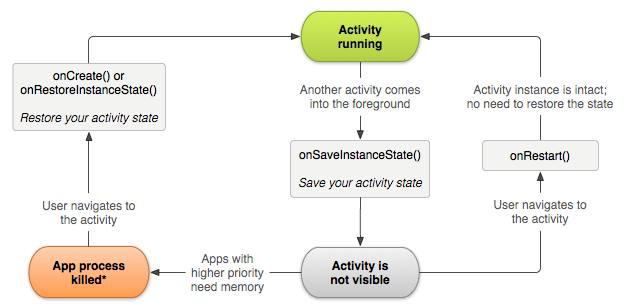 Activity
running
onCreate() or
onRestoreInstanceState()
Restore your activity state
Another activity comes
into the foreground
Activity instance is intact;
no need to restore the state
onSaveInstanceState()
Save your activity state
onRestart()
User navigates to
the activity
User navigates to
the activity
App process
killed*
Apps with
higher priority
need memory
Activity is
not visible